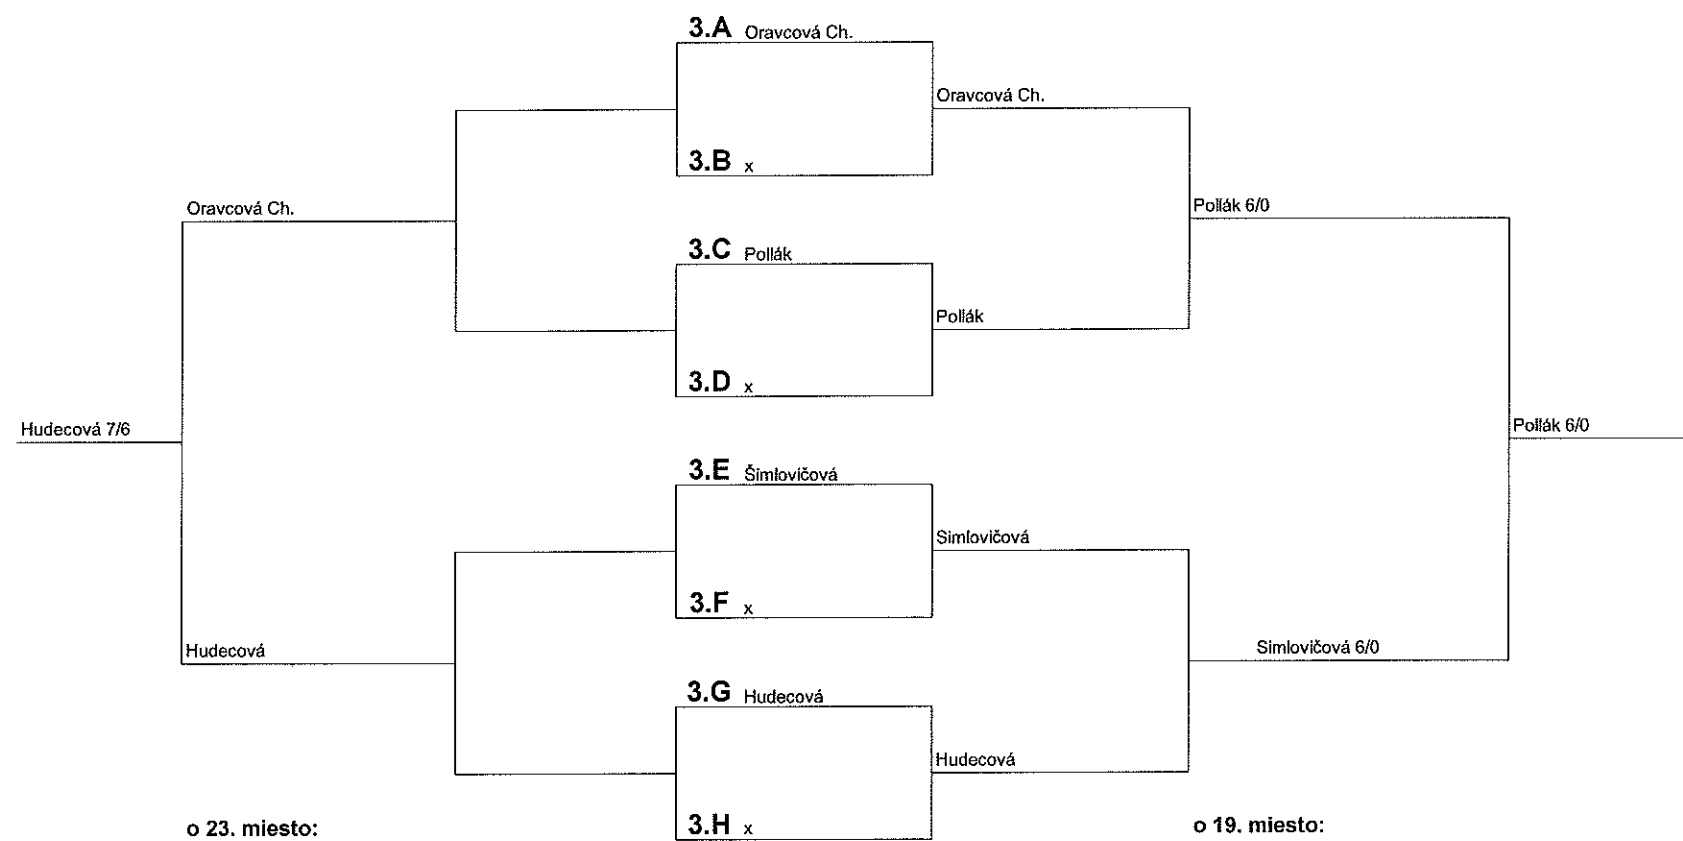 3.A Oravcová Ch.
Oravcová Ch.
3.B x
Oravcová Ch.
Pollák 6/0
3.C Pollák
Pollák
3.D x
Hudecová 7/6
Pollák 6/0
3.E Šimlovičová
Simlovičová
3.F x
Hudecová
Simlovičová 6/0
3.G Hudecová
Hudecová
3.H x
o 23. miesto:
o 19. miesto: